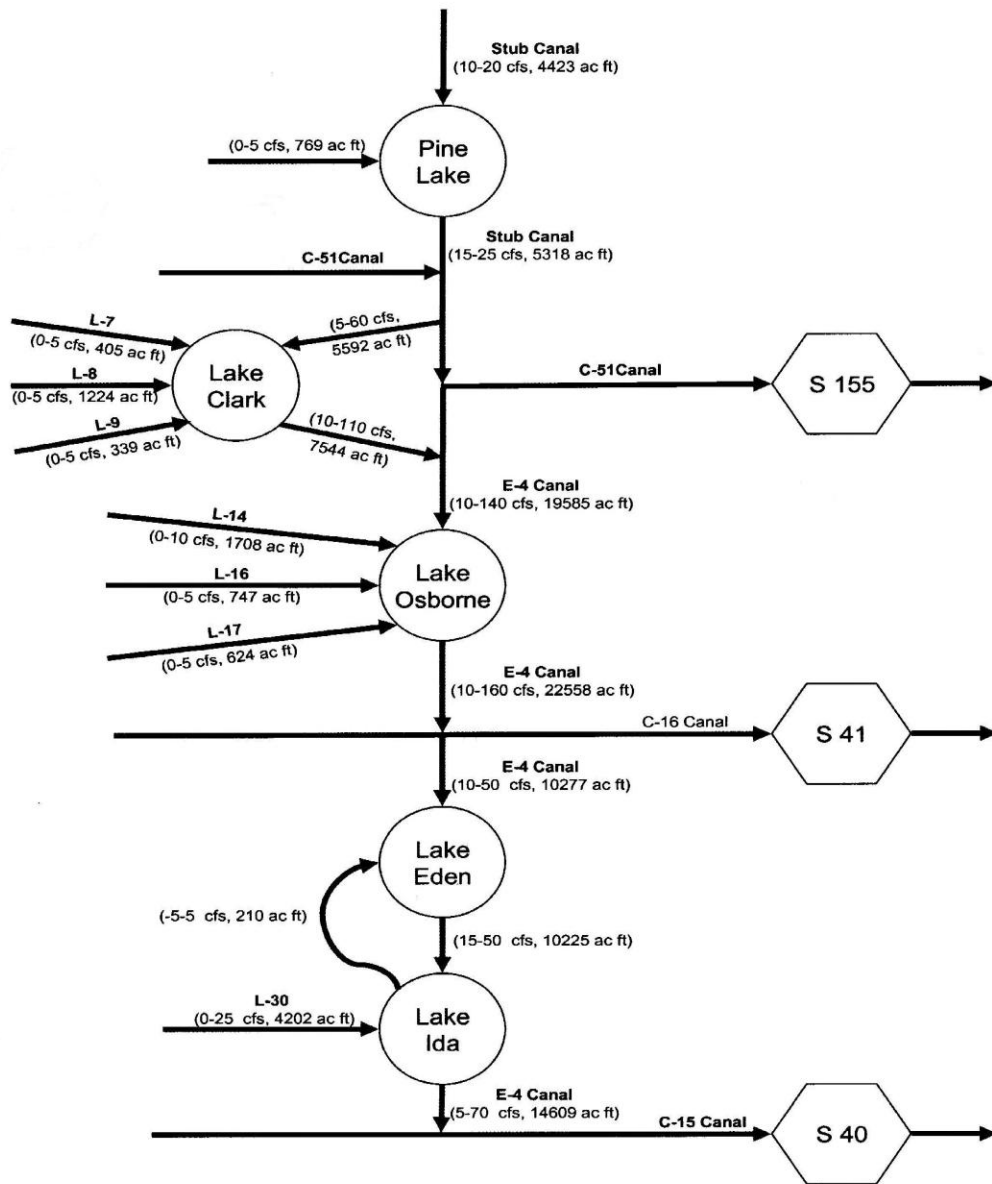 Stub Canal
(10-20 cfs, 4423 ac ft)
(0-5 cfs, 769 ac ft)
Pine
Lake
Stub Canal
(15-25 cfs, 5318 ac ft)
C-51Canal
L-7
(0-5 cfs, 405 ac ft)
(5-60 cfs,
5592 ac ft)
L-8
(0-5 cfs, 1224 ac ft)
Lake
Clark
C-51Canal
S 155
L-9
(0-5 cfs, 339 ac ft)
(10-110 cfs,
7544 ac ft)
E-4 Canal
(10-140 cfs, 19585 ac ft)
L-14
(0-10 cfs, 1708 ac ft)
L-16
(0-5 cfs, 747 ac ft)
Lake
Osborne
L-17
(0-5 cfs, 624 ac ft)
E-4 Canal
(10-160 cfs, 22558 ac ft)
C-16 Canal
S 41
E-4 Canal
(10-50 cfs, 10277 ac ft)
Lake
Eden
(-5-5 cfs, 210 ac ft)
(15-50 cfs, 10225 ac ft)
L-30
(0-25 cfs, 4202 ac ft)
Lake
Ida
E-4 Canal
(5-70 cfs, 14609 ac ft)
C-15 Canal
S 40